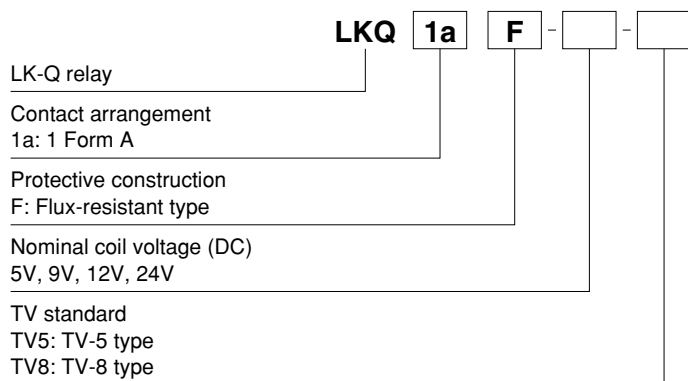 LKQ 1a F - -
LK-Q relay
Contact arrangement
1a: 1 Form A
Protective construction
F: Flux-resistant type
Nominal coil voltage (DC)
5V, 9V, 12V, 24V
TV standard
TV5: TV-5 type
TV8: TV-8 type